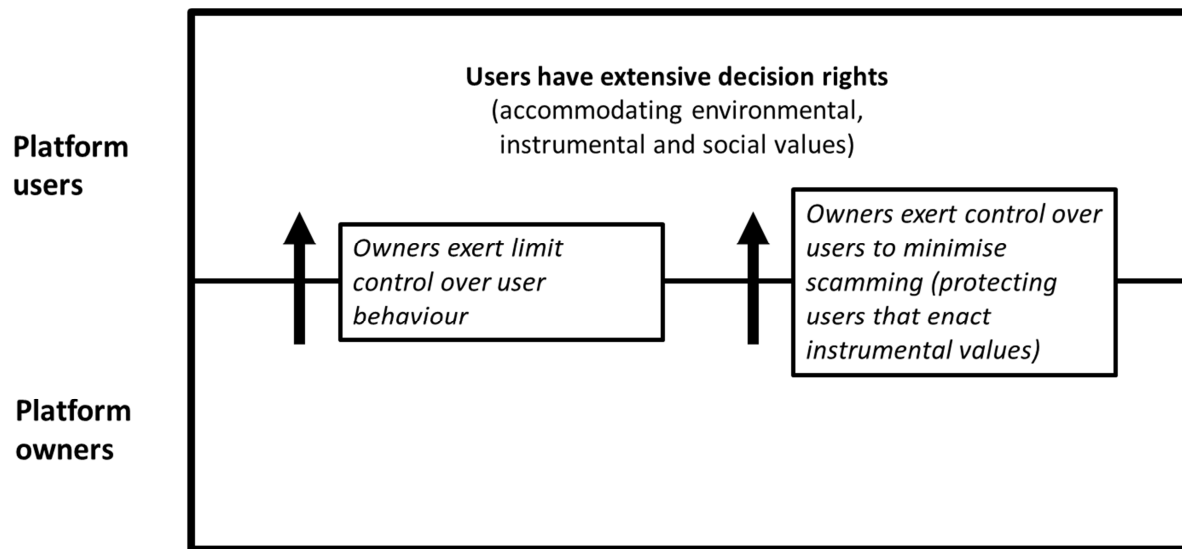 Users have extensive decision rights
(accommodating environmental,
instrumental and social values)
Platform
users
Owners exert limit
control over user
behaviour
Owners exert control over
users to minimise
scamming (protecting
users that enact
instrumental values)
Platform
owners